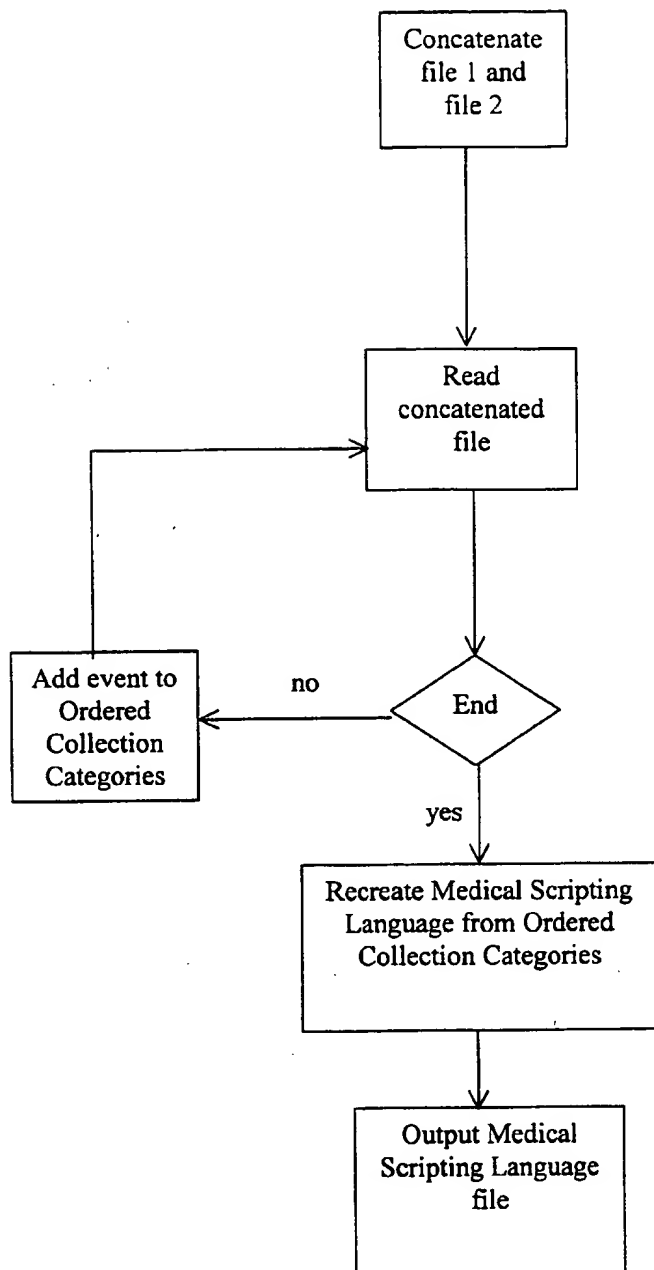 Concatenate
file 1 and
file 2
Read
concatenated
file
End
no
Add event to
Ordered
Collection
Categories
yes
Recreate Medical Scripting
Language from Ordered
Collection Categories
Output Medical
Scripting Language
file